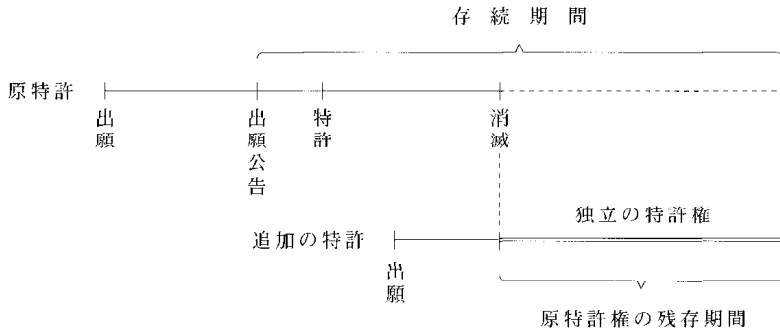 存続期間
原特許
出願
出願公告
特許
消滅
独立の特許権
追加の特許
出願
原特許権の残存期間